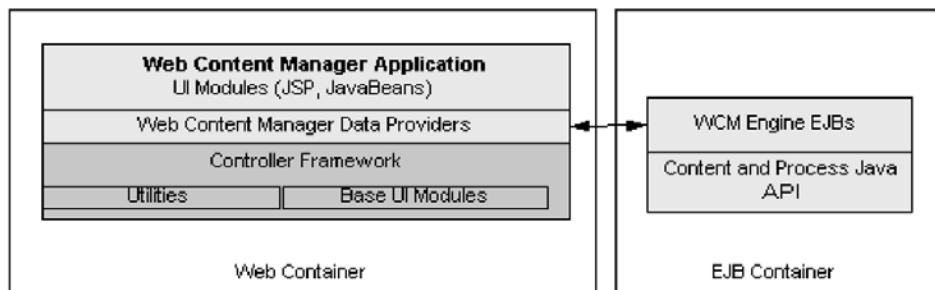 Web Content Manager Application
UI Modules (JSP, JavaBeans)
Web Content Manager Data Providers
Controller Framework
Utilities
Base UI Modules
Web Container
WCM Engine EJBs
Content and Process Java
API
EJB Container